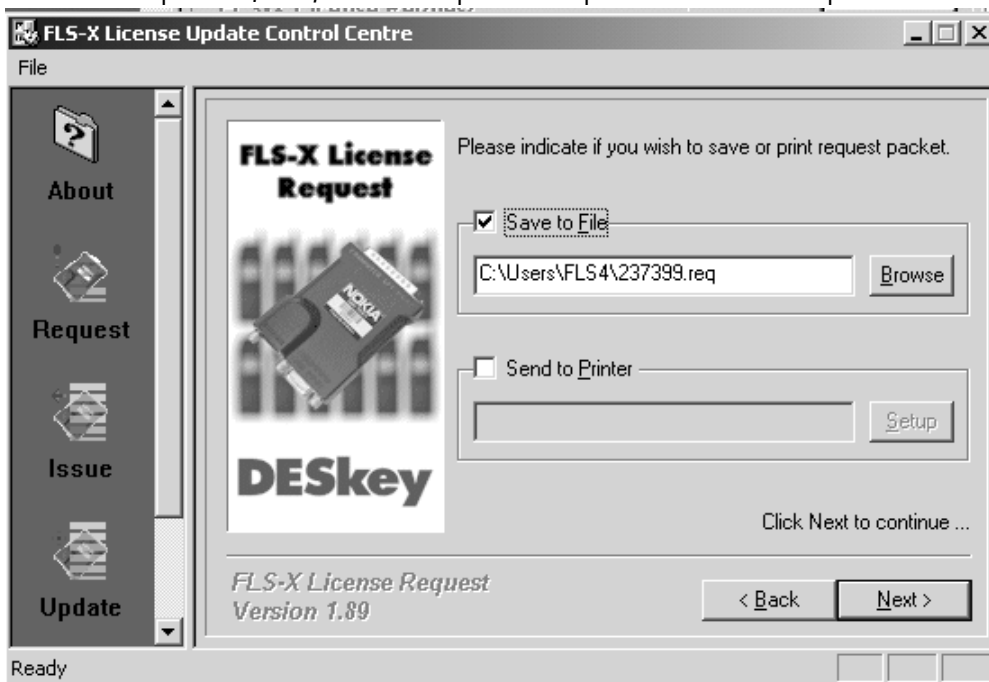 FLS-X License Update Control Centre
File
About
Request
Issue
Update
FLS-X License
Request
NOKIA
DESkey
Please indicate if you wish to save or print request packet.
Save to File
C:\Users\FLS4\237399.req
Browse
Send to Printer
Setup
Click Next to continue ...
FLS-X License Request
Version 1.89
< Back
Next >
Ready